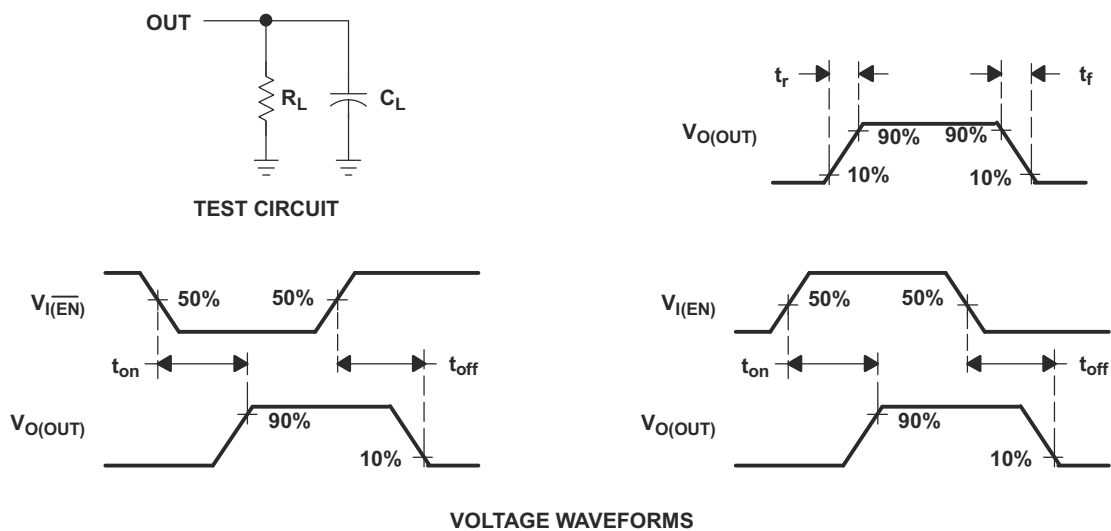 OUT
R_L
C_L
TEST CIRCUIT
t_r
t_f
V_O(OUT)
90%
90%
10%
10%
V_I(E̅N̅)
50%
50%
t_on
t_off
V_O(OUT)
90%
10%
V_I(EN)
50%
50%
t_on
t_off
V_O(OUT)
90%
10%
VOLTAGE WAVEFORMS